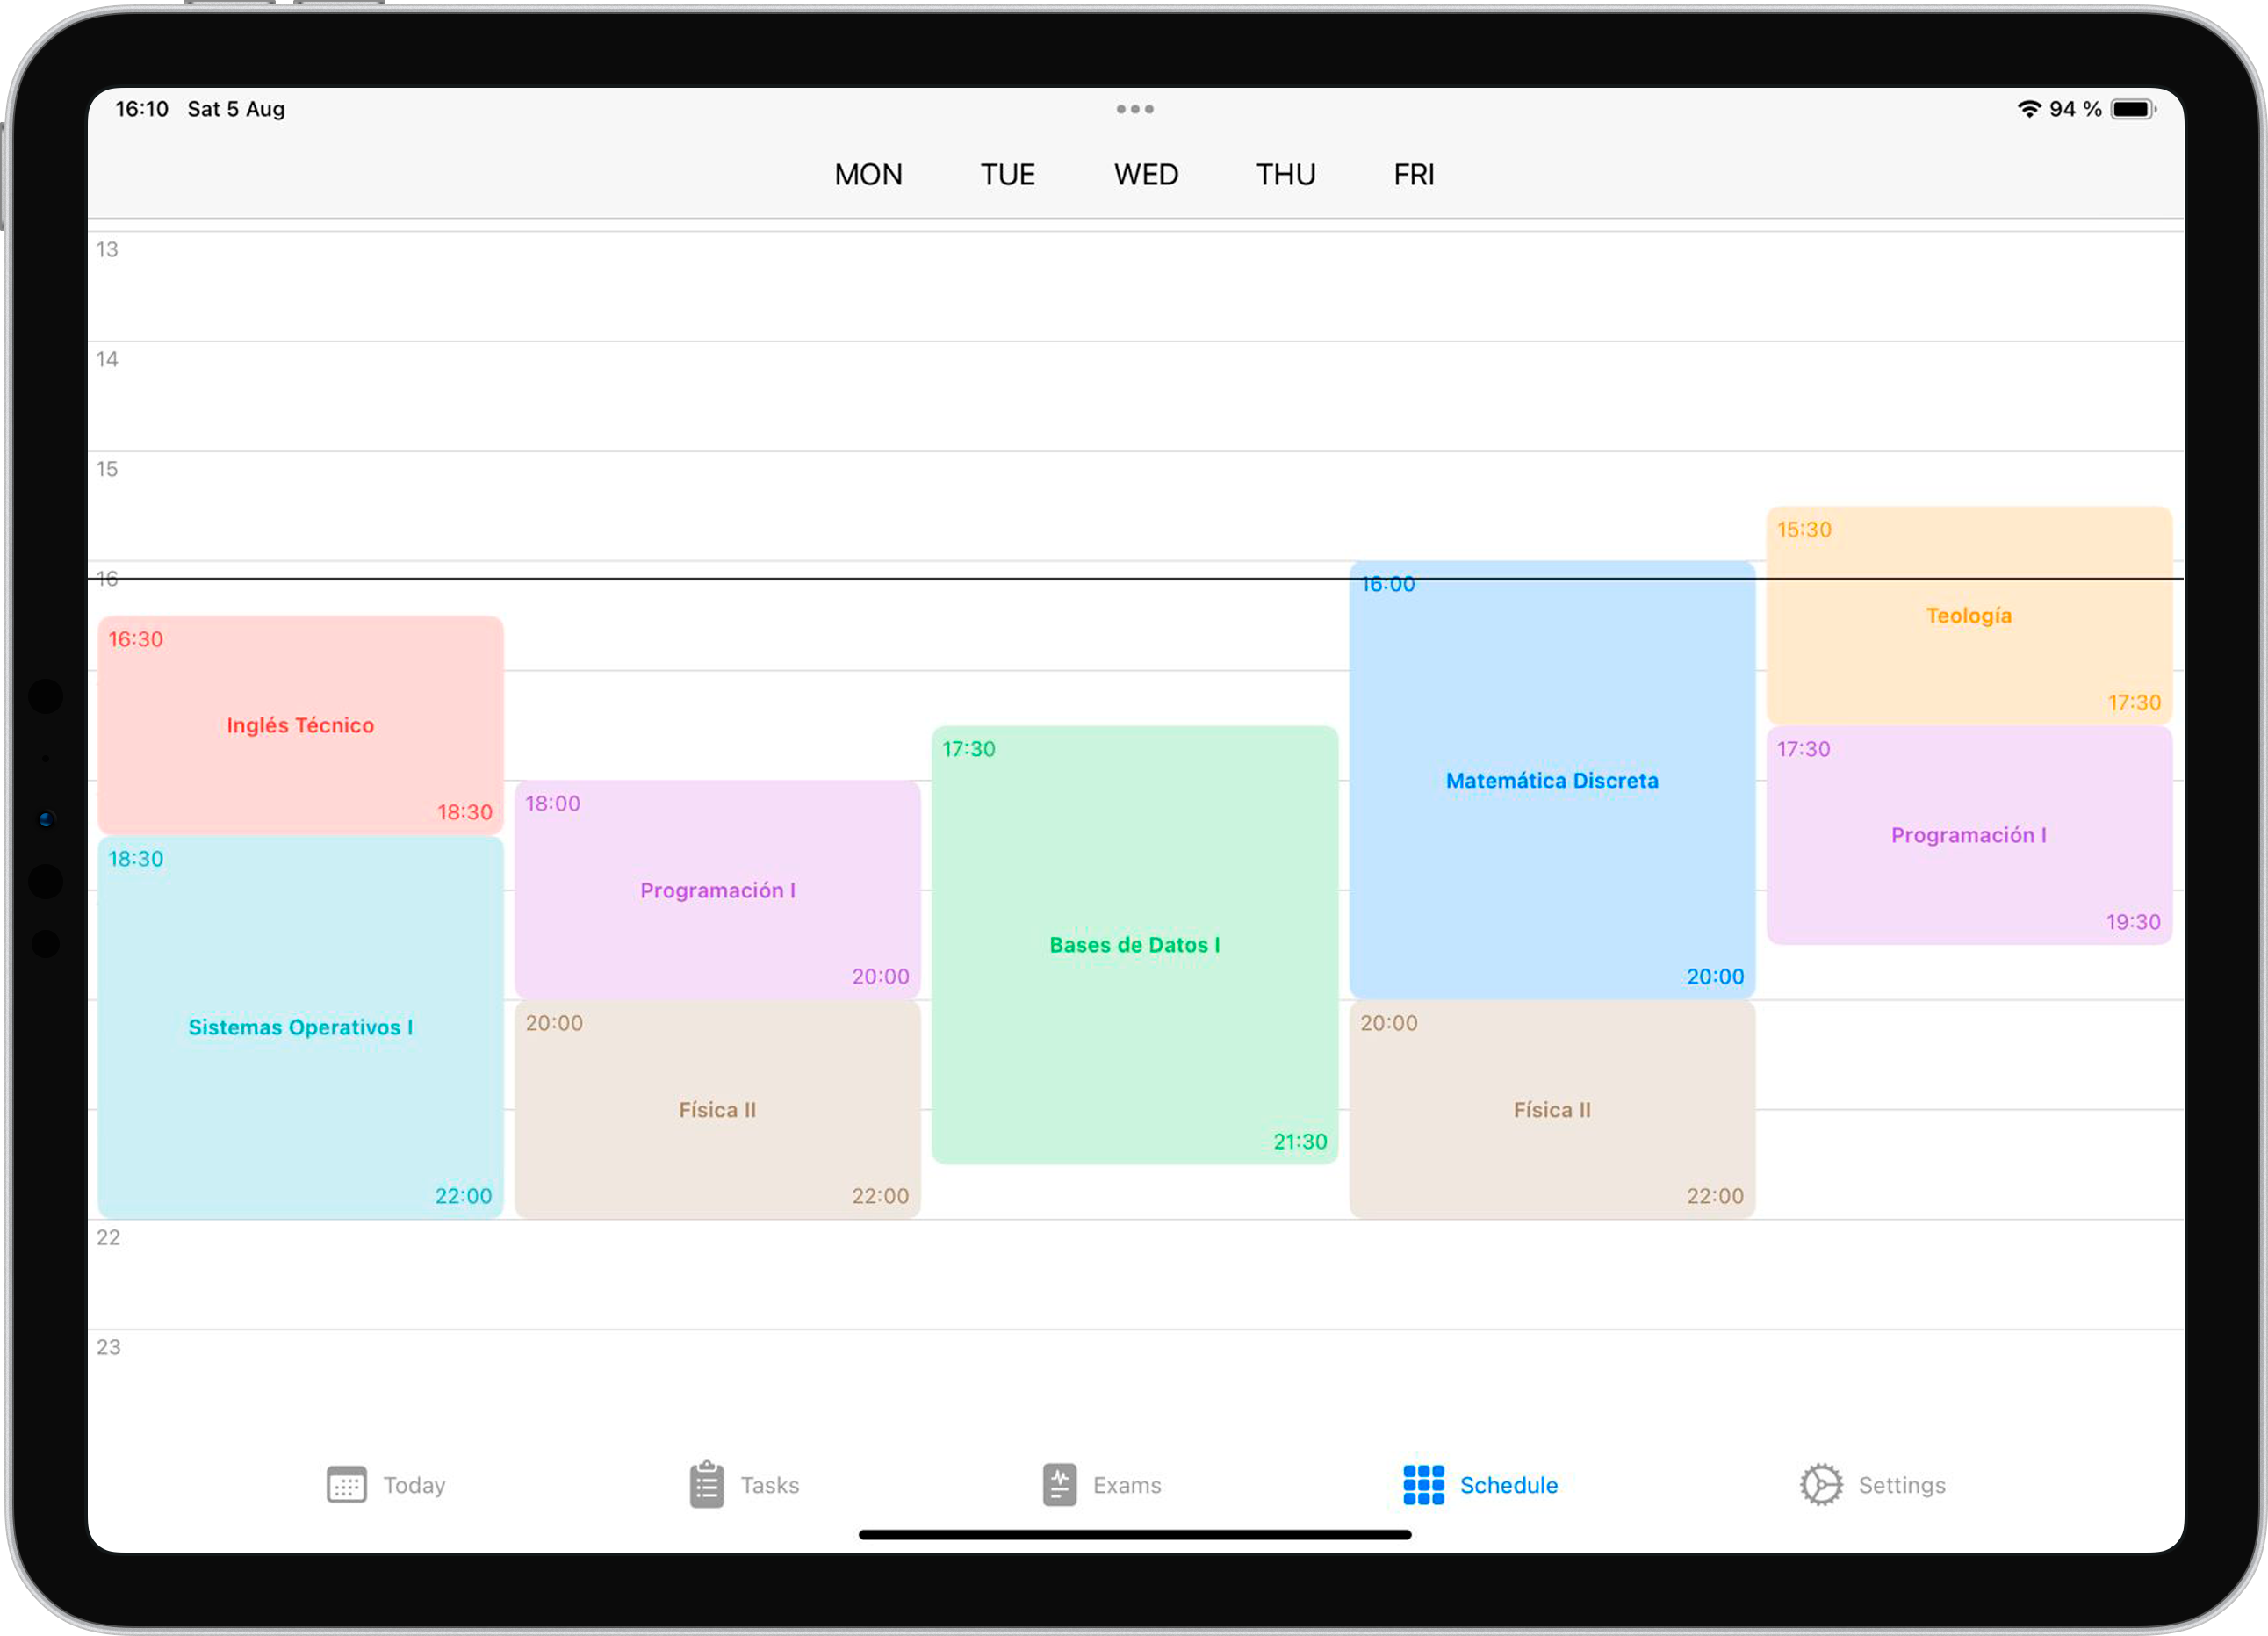 16:10 Sat 5 Aug
94 %
MON TUE WED THU FRI
13
14
15
16
16:30
Inglés Técnico
18:30
18:30
Sistemas Operativos I
22:00
18:00
Programación I
20:00
20:00
Física II
22:00
17:30
Bases de Datos I
21:30
16:00
Matemática Discreta
20:00
20:00
Física II
22:00
15:30
Teología
17:30
17:30
Programación I
19:30
22
23
Today Tasks Exams Schedule Settings